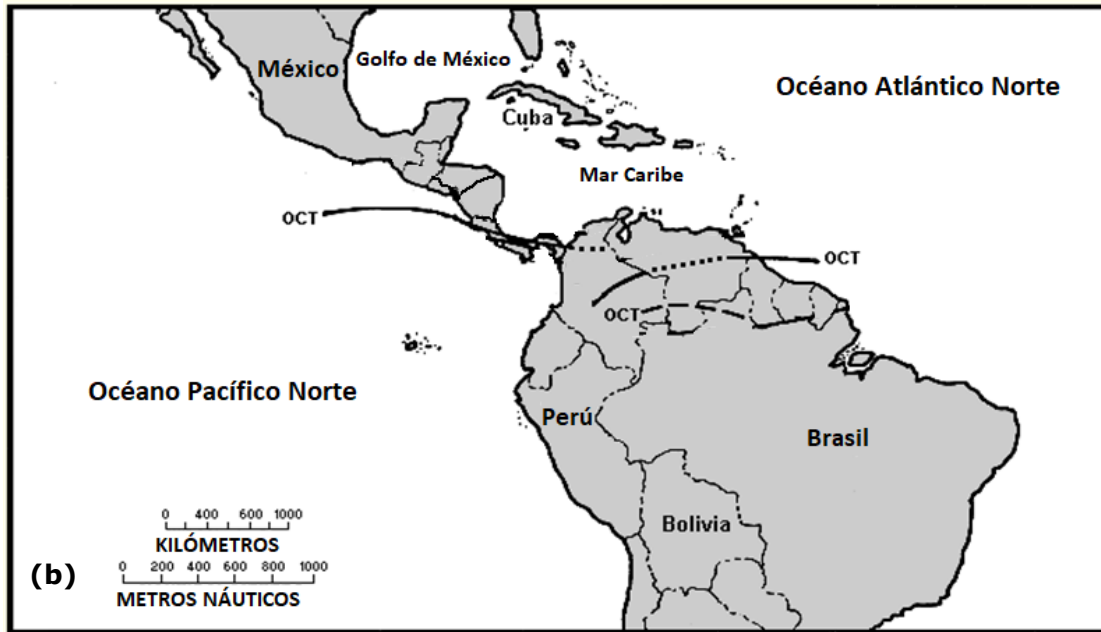 México
Golfo de México
Océano Atlántico Norte
Cuba
Mar Caribe
OCT
OCT
OCT
Océano Pacífico Norte
Perú
Brasil
Bolivia
0 400 600 1000
KILÓMETROS
(b)
0 200 400 600 800 1000
METROS NÁUTICOS